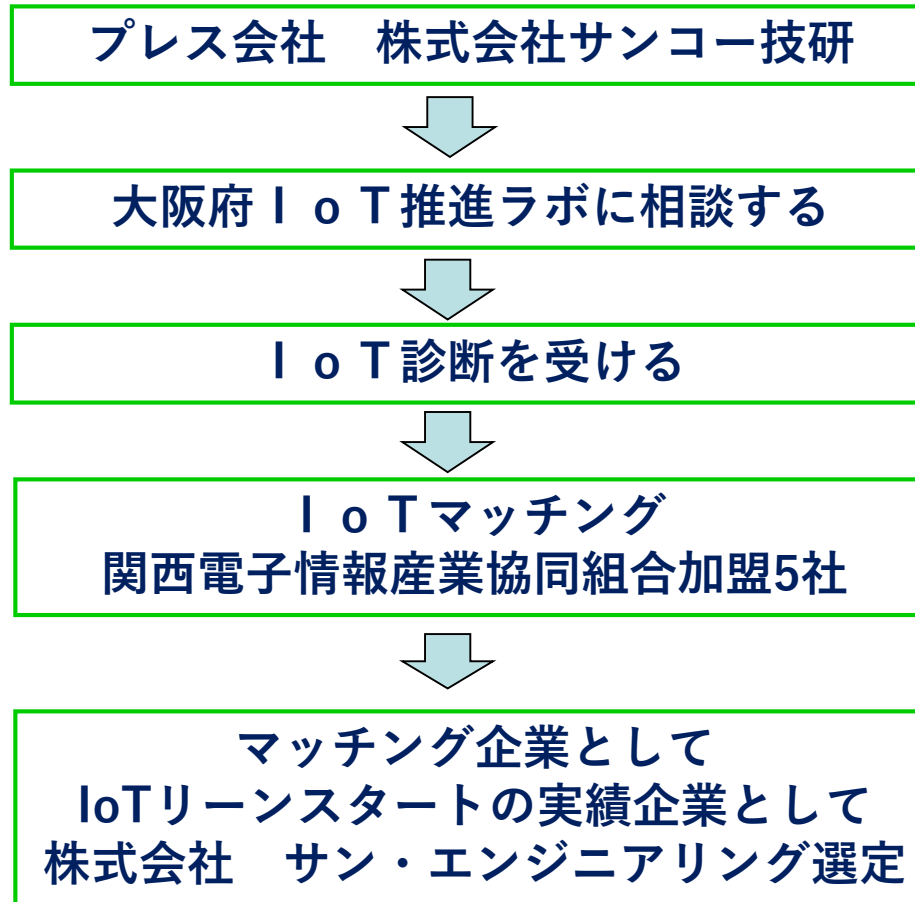 プレス会社　株式会社サンコー技研
大阪府ＩｏＴ推進ラボに相談する
ＩｏＴ診断を受ける
ＩｏＴマッチング
関西電子情報産業協同組合加盟5社
マッチング企業として
IoTリーンスタートの実績企業として
株式会社　サン・エンジニアリング選定